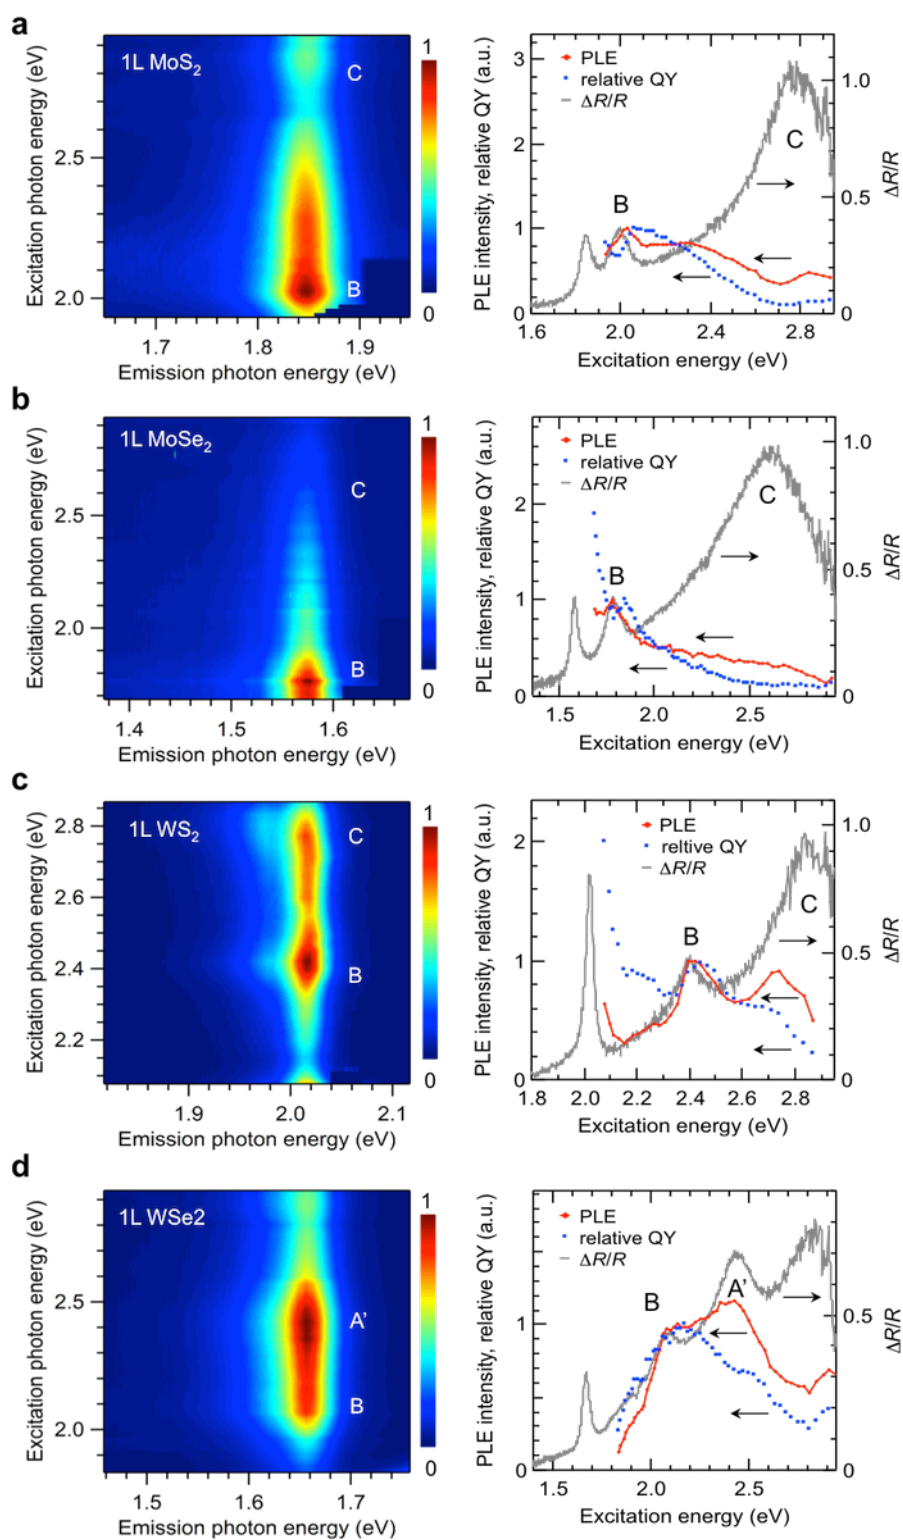 a
1L MoS2
C
B
Excitation photon energy (eV)
2.5
2.0
1.7 1.8 1.9
Emission photon energy (eV)
1
0
PLE
relative QY
ΔR/R
B
C
PLE intensity, relative QY (a.u.)
3
2
1
0
1.6 2.0 2.4 2.8
Excitation energy (eV)
1.0
0.5
0
ΔR/R
b
1L MoSe2
C
B
Excitation photon energy (eV)
2.5
2.0
1.4 1.5 1.6
Emission photon energy (eV)
1
0
PLE
relative QY
ΔR/R
B
C
PLE intensity, relative QY (a.u.)
2
1
0
1.5 2.0 2.5
Excitation energy (eV)
1.0
0.5
0
ΔR/R
c
1L WS2
C
B
Excitation photon energy (eV)
2.8
2.6
2.4
2.2
1.9 2.0 2.1
Emission photon energy (eV)
1
0
PLE
reltive QY
ΔR/R
B
C
PLE intensity, relative QY (a.u.)
2
1
0
1.8 2.0 2.2 2.4 2.6 2.8
Excitation energy (eV)
1.0
0.5
0
ΔR/R
d
1L WSe2
A'
B
Excitation photon energy (eV)
2.5
2.0
1.5 1.6 1.7
Emission photon energy (eV)
1
0
PLE
relative QY
ΔR/R
B
A'
PLE intensity, relative QY (a.u.)
1
0
1.5 2.0 2.5
Excitation energy (eV)
0.5
0
ΔR/R